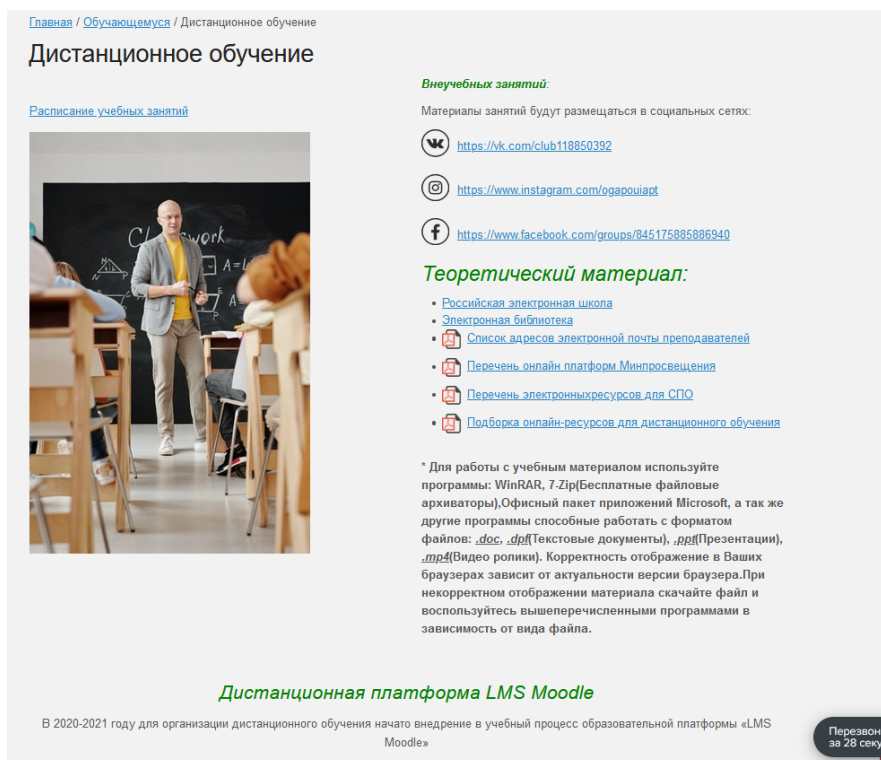 Главная / Обучающемуся / Дистанционное обучение
Дистанционное обучение
Расписание учебных занятий
Cl work
A=
A
N
P
Внеучебных занятий:
Материалы занятий будут размещаться в социальных сетях:
https://vk.com/club118850392
https://www.instagram.com/ogapouiapt
https://www.facebook.com/groups/845175885886940
Теоретический материал:
Российская электронная школа
Электронная библиотека
Список адресов электронной почты преподавателей
Перечень онлайн платформ Минпросвещения
Перечень электронныхресурсов для СПО
Подборка онлайн-ресурсов для дистанционного обучения
* Для работы с учебным материалом используйте
программы: WinRAR, 7-Zip(Бесплатные файловые
архиваторы),Офисный пакет приложений Microsoft, а так же
другие программы способные работать с форматом
файлов: .doc, .dpf(Текстовые документы), .ppt(Презентации),
.mp4(Видео ролики). Корректность отображение в Ваших
браузерах зависит от актуальности версии браузера.При
некорректном отображении материала скачайте файл и
воспользуйтесь вышеперечисленными программами в
зависимость от вида файла.
Дистанционная платформа LMS Moodle
В 2020-2021 году для организации дистанционного обучения начато внедрение в учебный процесс образовательной платформы «LMS
Moodle»
Перезвон
за 28 секу